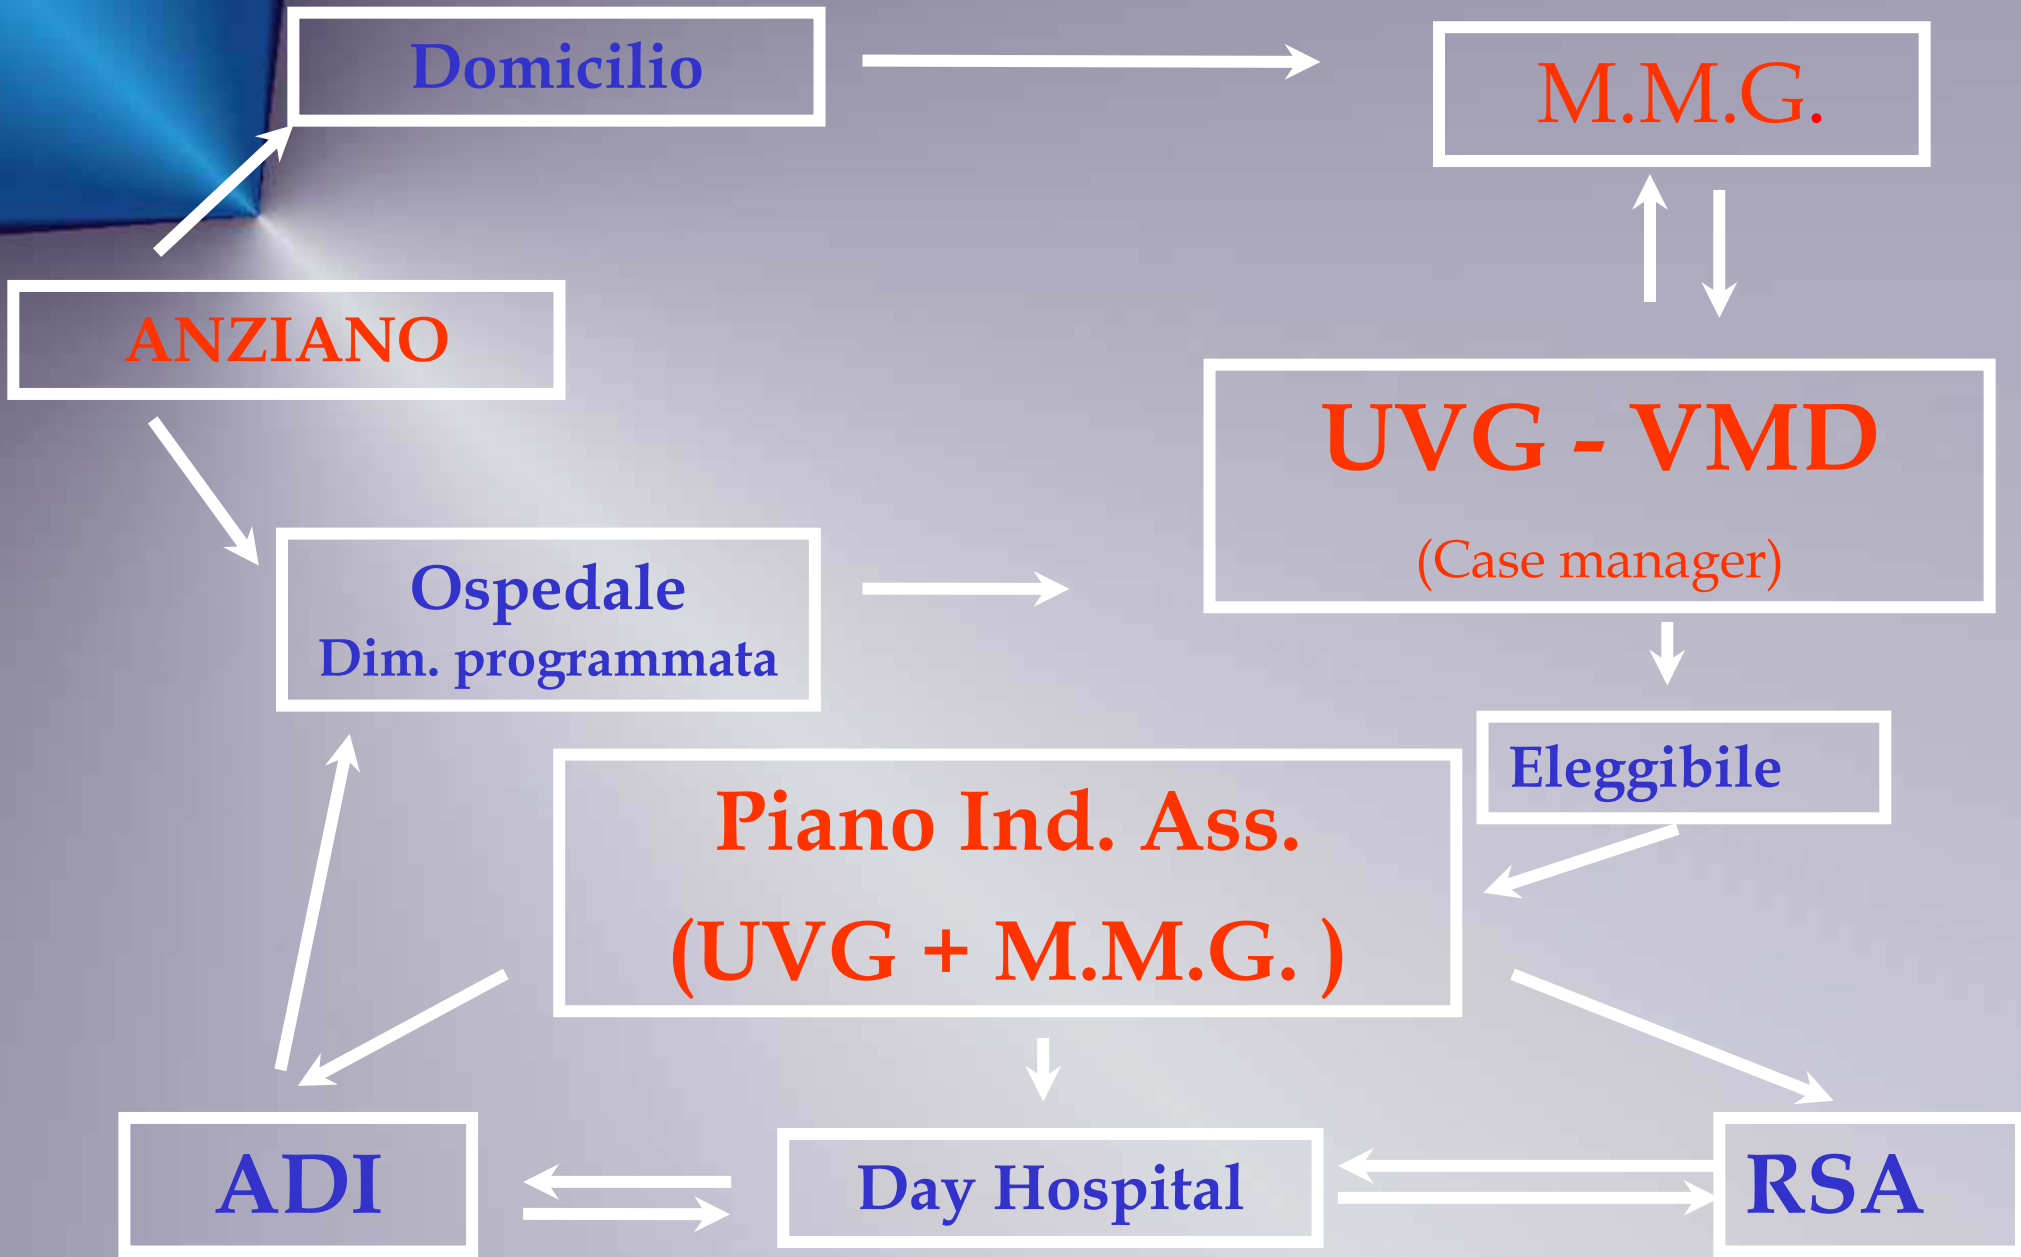 Domicilio
M.M.G.
ANZIANO
UVG - VMD
(Case manager)
Ospedale
Dim. programmata
Eleggibile
Piano Ind. Ass.
(UVG + M.M.G. )
ADI
Day Hospital
RSA